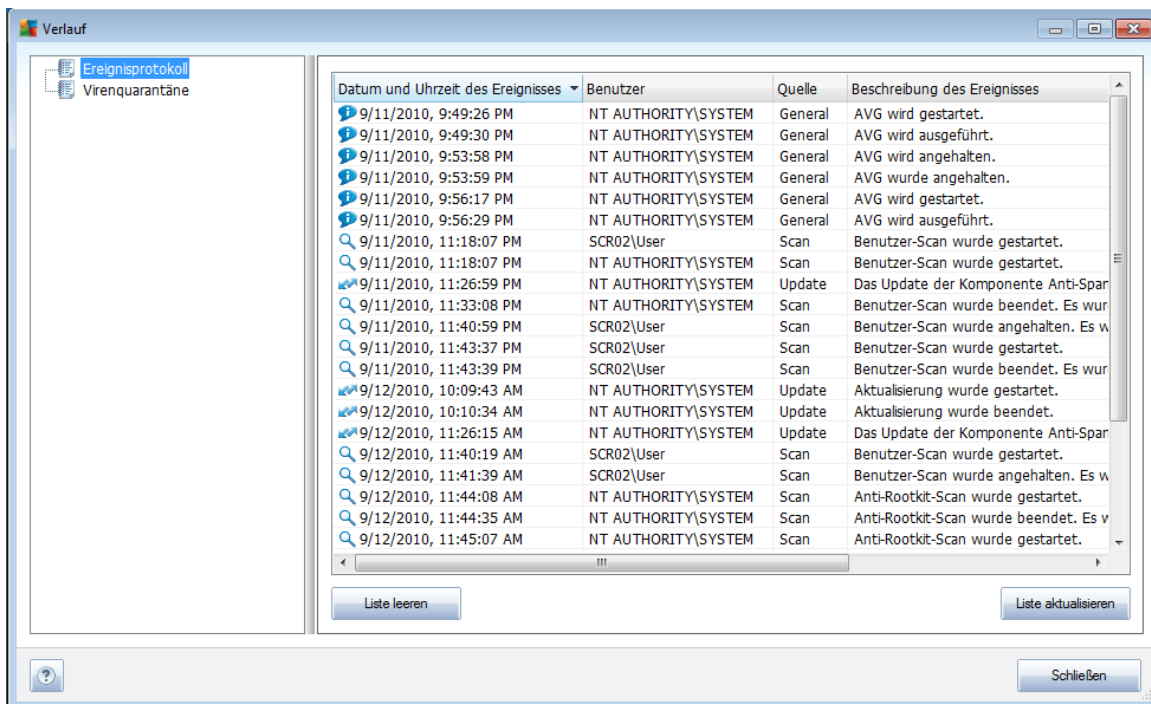 Verlauf
Ereignisprotokoll
Virenquarantäne
Datum und Uhrzeit des Ereignisses Benutzer Quelle Beschreibung des Ereignisses
9/11/2010, 9:49:26 PM NT AUTHORITY\SYSTEM General AVG wird gestartet.
9/11/2010, 9:49:30 PM NT AUTHORITY\SYSTEM General AVG wird ausgeführt.
9/11/2010, 9:53:58 PM NT AUTHORITY\SYSTEM General AVG wird angehalten.
9/11/2010, 9:53:59 PM NT AUTHORITY\SYSTEM General AVG wurde angehalten.
9/11/2010, 9:56:17 PM NT AUTHORITY\SYSTEM General AVG wird gestartet.
9/11/2010, 9:56:29 PM NT AUTHORITY\SYSTEM General AVG wird ausgeführt.
9/11/2010, 11:18:07 PM SCR02\User Scan Benutzer-Scan wurde gestartet.
9/11/2010, 11:18:07 PM NT AUTHORITY\SYSTEM Scan Benutzer-Scan wurde gestartet.
9/11/2010, 11:26:59 PM NT AUTHORITY\SYSTEM Update Das Update der Komponente Anti-Spam
9/11/2010, 11:33:08 PM NT AUTHORITY\SYSTEM Scan Benutzer-Scan wurde beendet. Es wur
9/11/2010, 11:40:59 PM SCR02\User Scan Benutzer-Scan wurde angehalten. Es w
9/11/2010, 11:43:37 PM SCR02\User Scan Benutzer-Scan wurde gestartet.
9/11/2010, 11:43:39 PM SCR02\User Scan Benutzer-Scan wurde beendet. Es wur
9/12/2010, 10:09:43 AM NT AUTHORITY\SYSTEM Update Aktualisierung wurde gestartet.
9/12/2010, 10:10:34 AM NT AUTHORITY\SYSTEM Update Aktualisierung wurde beendet.
9/12/2010, 11:26:15 AM NT AUTHORITY\SYSTEM Update Das Update der Komponente Anti-Spam
9/12/2010, 11:40:19 AM SCR02\User Scan Benutzer-Scan wurde gestartet.
9/12/2010, 11:41:39 AM SCR02\User Scan Benutzer-Scan wurde angehalten. Es w
9/12/2010, 11:44:08 AM NT AUTHORITY\SYSTEM Scan Anti-Rootkit-Scan wurde gestartet.
9/12/2010, 11:44:35 AM NT AUTHORITY\SYSTEM Scan Anti-Rootkit-Scan wurde beendet. Es w
9/12/2010, 11:45:07 AM NT AUTHORITY\SYSTEM Scan Anti-Rootkit-Scan wurde gestartet.
Liste leeren Liste aktualisieren
Schließen